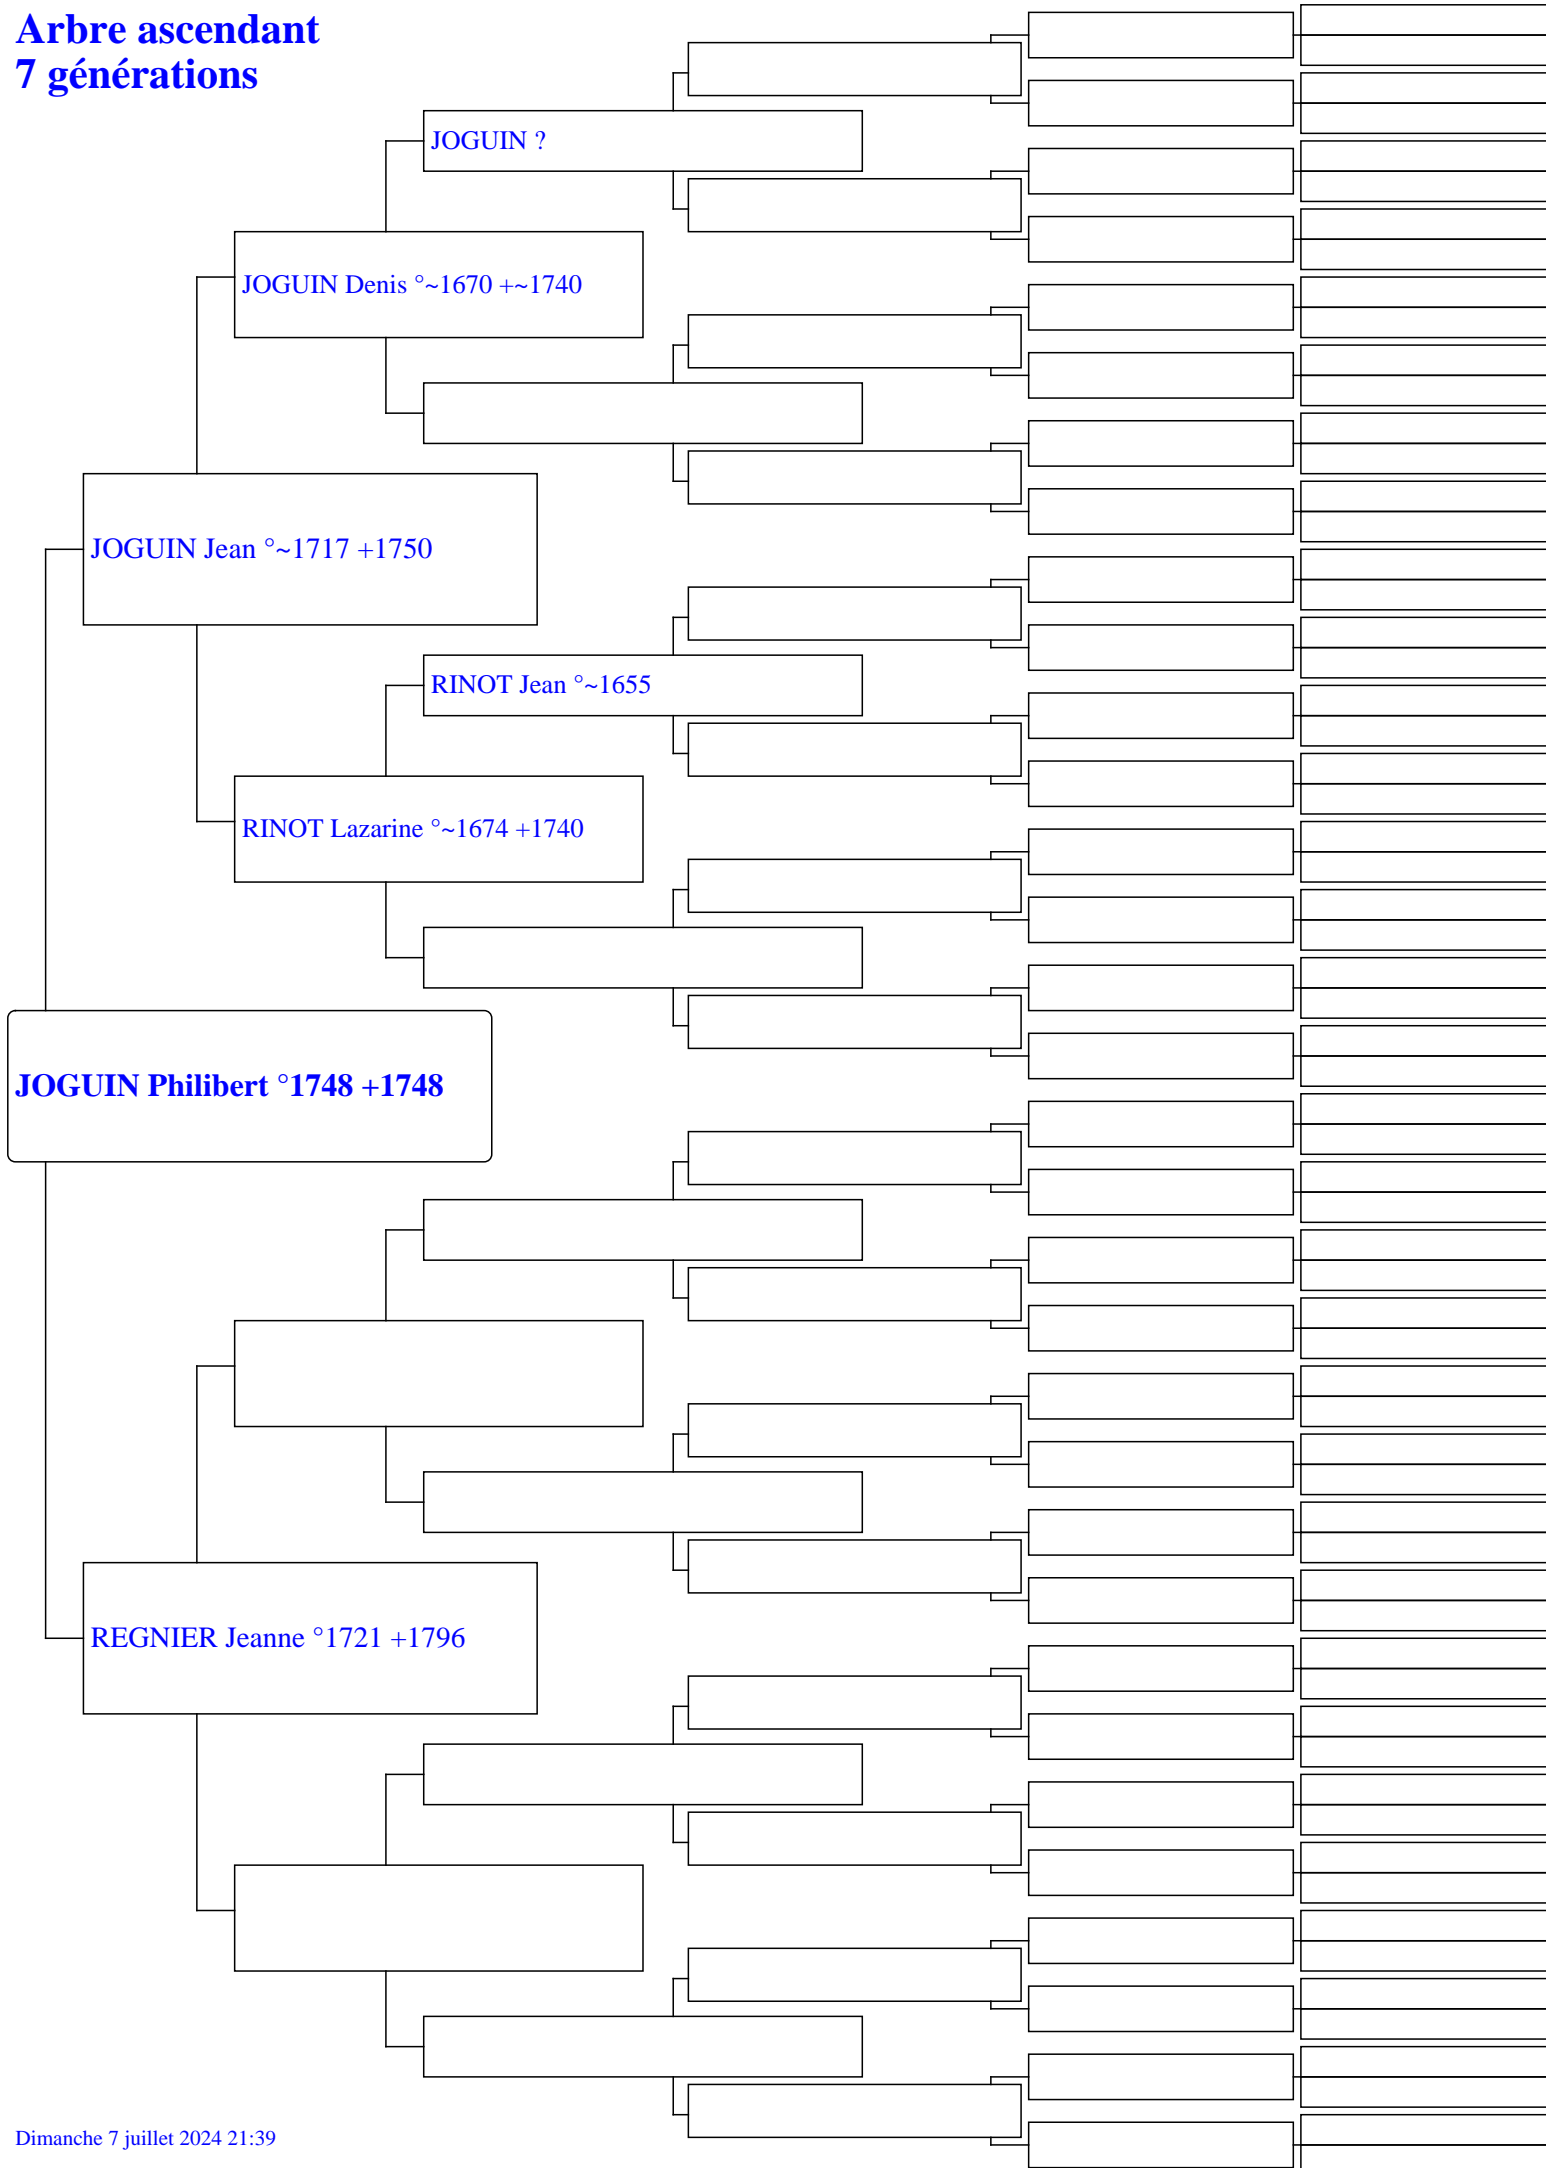 Arbre ascendant
7 générations
JOGUIN ?
JOGUIN Denis °~1670 +~1740
JOGUIN Jean °~1717 +1750
RINOT Jean °~1655
RINOT Lazarine °~1674 +1740
JOGUIN Philibert °1748 +1748
REGNIER Jeanne °1721 +1796
Dimanche 7 juillet 2024 21:39